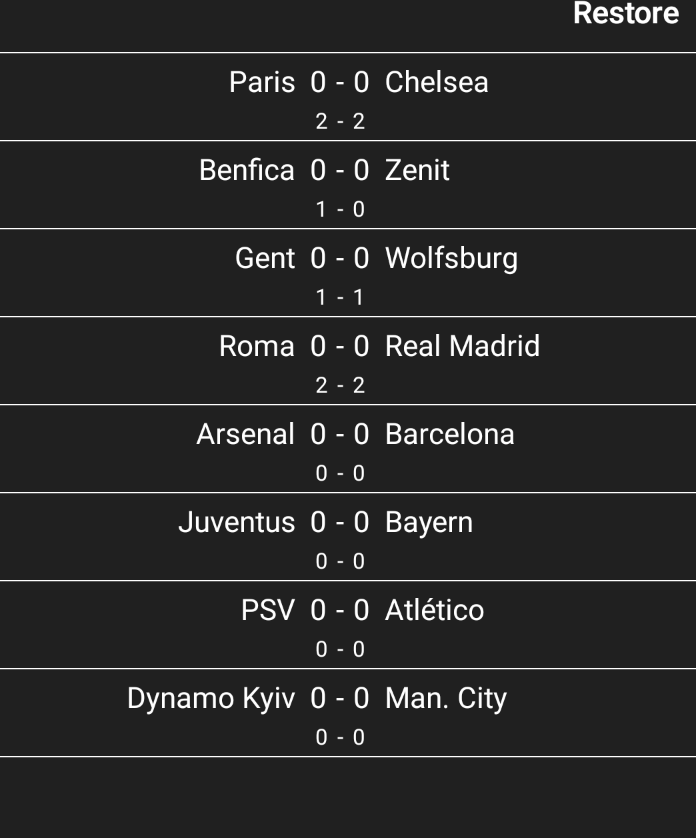 Restore
Paris 0 - 0 Chelsea
2 - 2
Benfica 0 - 0 Zenit
1 - 0
Gent 0 - 0 Wolfsburg
1 - 1
Roma 0 - 0 Real Madrid
2 - 2
Arsenal 0 - 0 Barcelona
0 - 0
Juventus 0 - 0 Bayern
0 - 0
PSV 0 - 0 Atlético
0 - 0
Dynamo Kyiv 0 - 0 Man. City
0 - 0